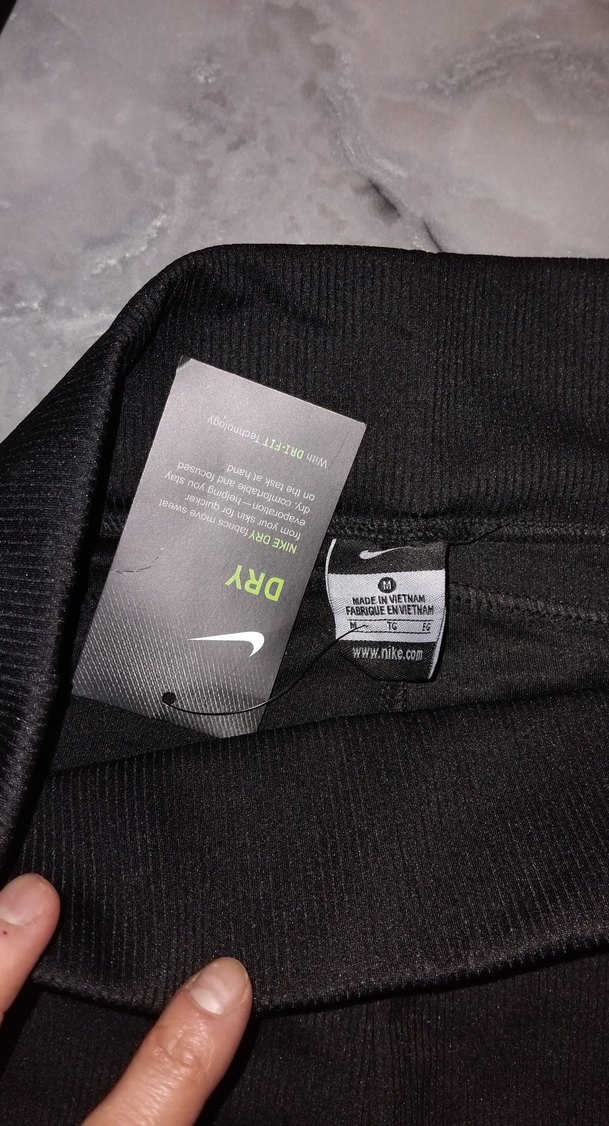 DRY
NIKE DRY fabrics move sweat
from your skin for quicker
evaporation—helping you stay
dry, comfortable and focused
on the task at hand
With DRI-FIT Technology
M
MADE IN VIETNAM
FABRIQUE EN VIETNAM
M TG EG
www.nike.com